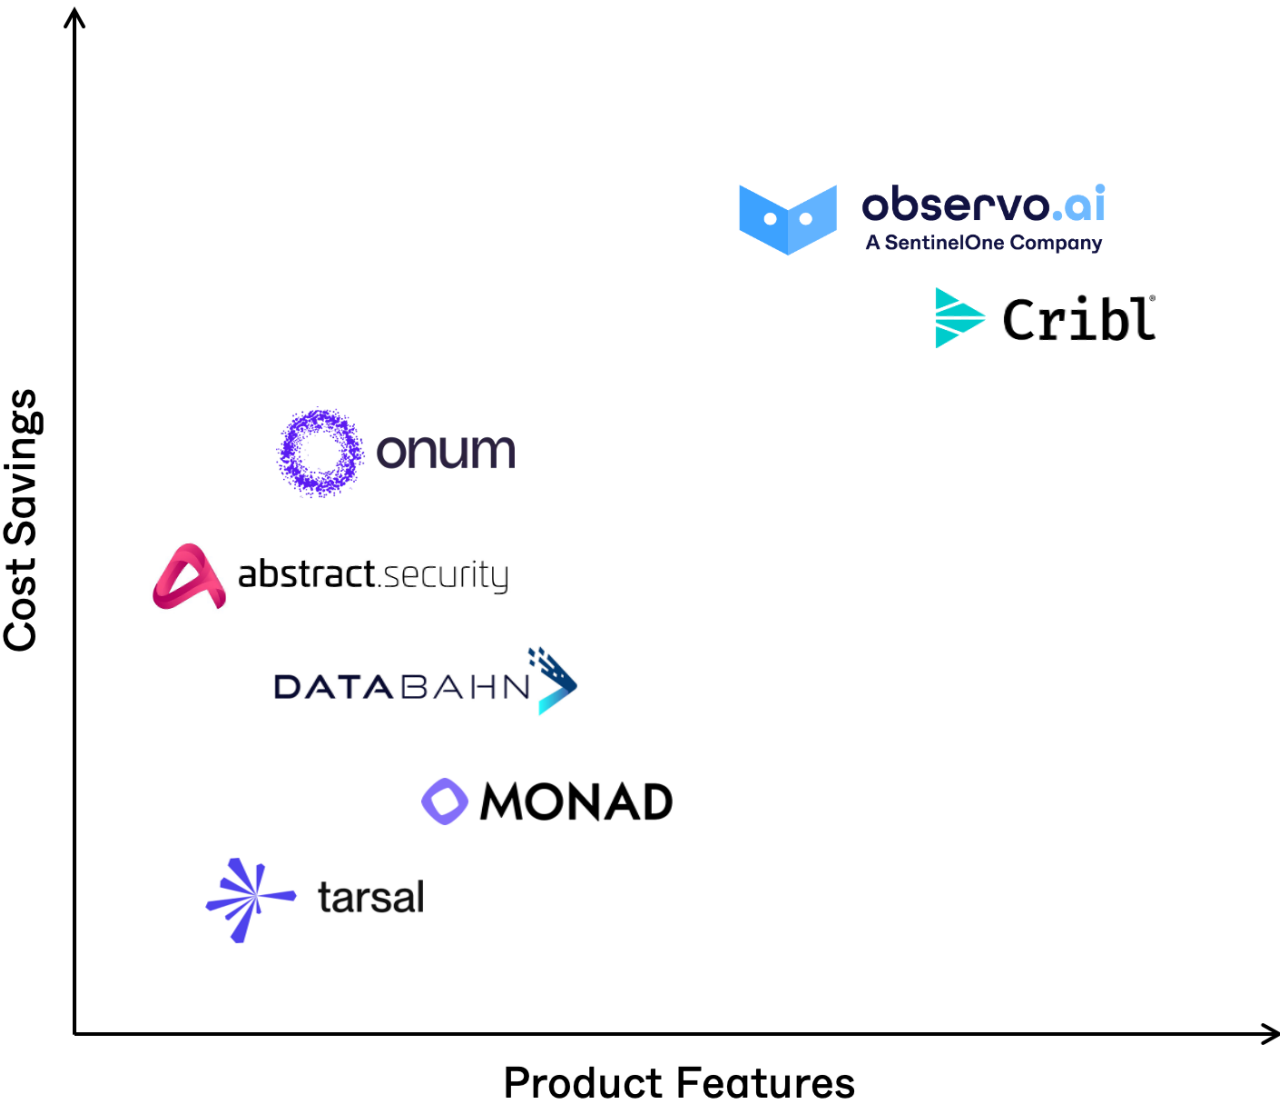 observo.ai
A SentinelOne Company
Cribl®
onum
abstract.security
DATABAHN
MONAD
tarsal
Cost Savings
Product Features